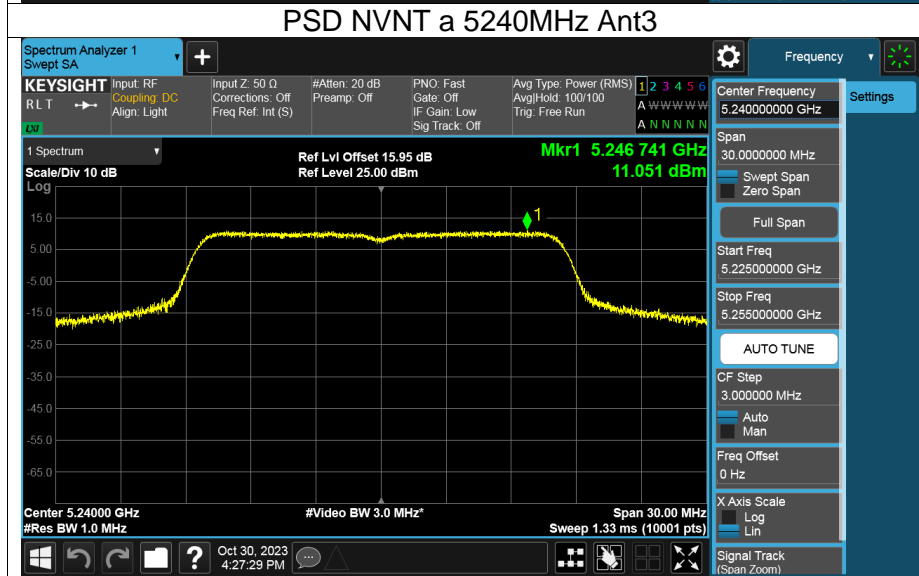 PSD NVNT a 5240MHz Ant3
Spectrum Analyzer 1
Swept SA
+
Frequency
KEYSIGHT
RLT
LXI
Input: RF
Coupling: DC
Align: Light
Input Z: 50 Ω
Corrections: Off
Freq Ref: Int (S)
#Atten: 20 dB
Preamp: Off
PNO: Fast
Gate: Off
IF Gain: Low
Sig Track: Off
Avg Type: Power (RMS)
Avg|Hold: 100/100
Trig: Free Run
1 2 3 4 5 6
A W W W W W
A N N N N N
1 Spectrum
Scale/Div 10 dB
Log
Ref Lvl Offset 15.95 dB
Ref Level 25.00 dBm
Mkr1 5.246 741 GHz
11.051 dBm
15.0
5.00
-5.00
-15.0
-25.0
-35.0
-45.0
-55.0
-65.0
1
Center 5.24000 GHz
#Res BW 1.0 MHz
#Video BW 3.0 MHz*
Span 30.00 MHz
Sweep 1.33 ms (10001 pts)
?
Oct 30, 2023
4:27:29 PM
Center Frequency
5.240000000 GHz
Settings
Span
30.0000000 MHz
Swept Span
Zero Span
Full Span
Start Freq
5.225000000 GHz
Stop Freq
5.255000000 GHz
AUTO TUNE
CF Step
3.000000 MHz
Auto
Man
Freq Offset
0 Hz
X Axis Scale
Log
Lin
Signal Track
(Span Zoom)